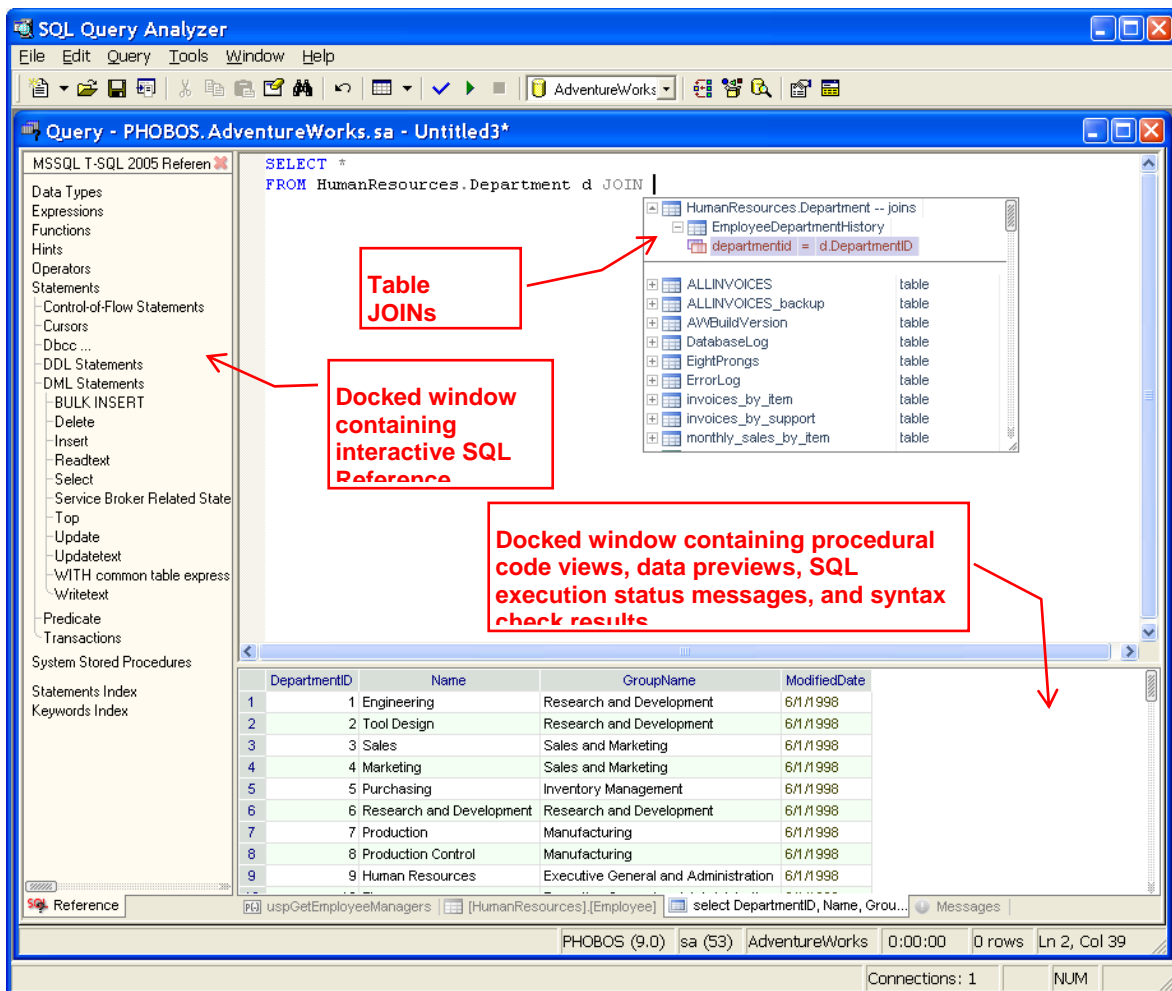 SQL Query Analyzer
File Edit Query Tools Window Help
AdventureWorks
Query - PHOBOS.AdventureWorks.sa - Untitled3*
MSSQL T-SQL 2005 Referen
Data Types
Expressions
Functions
Hints
Operators
Statements
Control-of-Flow Statements
Cursors
Dbcc ...
DDL Statements
DML Statements
BULK INSERT
Delete
Insert
Readtext
Select
Service Broker Related State
Top
Update
Updatetext
WITH common table express
Writetext
Predicate
Transactions
System Stored Procedures
Statements Index
Keywords Index
Reference
SELECT *
FROM HumanResources.Department d JOIN
HumanResources.Department -- joins
EmployeeDepartmentHistory
departmentid = d.DepartmentID
ALLINVOICES table
ALLINVOICES_backup table
AWBuildVersion table
DatabaseLog table
EightProngs table
ErrorLog table
invoices_by_item table
invoices_by_support table
monthly_sales_by_item table
Table
JOINs
Docked window
containing
interactive SQL
Reference
Docked window containing procedural
code views, data previews, SQL
execution status messages, and syntax
check results
DepartmentID Name GroupName ModifiedDate
1 1 Engineering Research and Development 6/1/1998
2 2 Tool Design Research and Development 6/1/1998
3 3 Sales Sales and Marketing 6/1/1998
4 4 Marketing Sales and Marketing 6/1/1998
5 5 Purchasing Inventory Management 6/1/1998
6 6 Research and Development Research and Development 6/1/1998
7 7 Production Manufacturing 6/1/1998
8 8 Production Control Manufacturing 6/1/1998
9 9 Human Resources Executive General and Administration 6/1/1998
uspGetEmployeeManagers [HumanResources].[Employee] select DepartmentID, Name, Grou... Messages
PHOBOS (9.0) sa (53) AdventureWorks 0:00:00 0 rows Ln 2, Col 39
Connections: 1 NUM